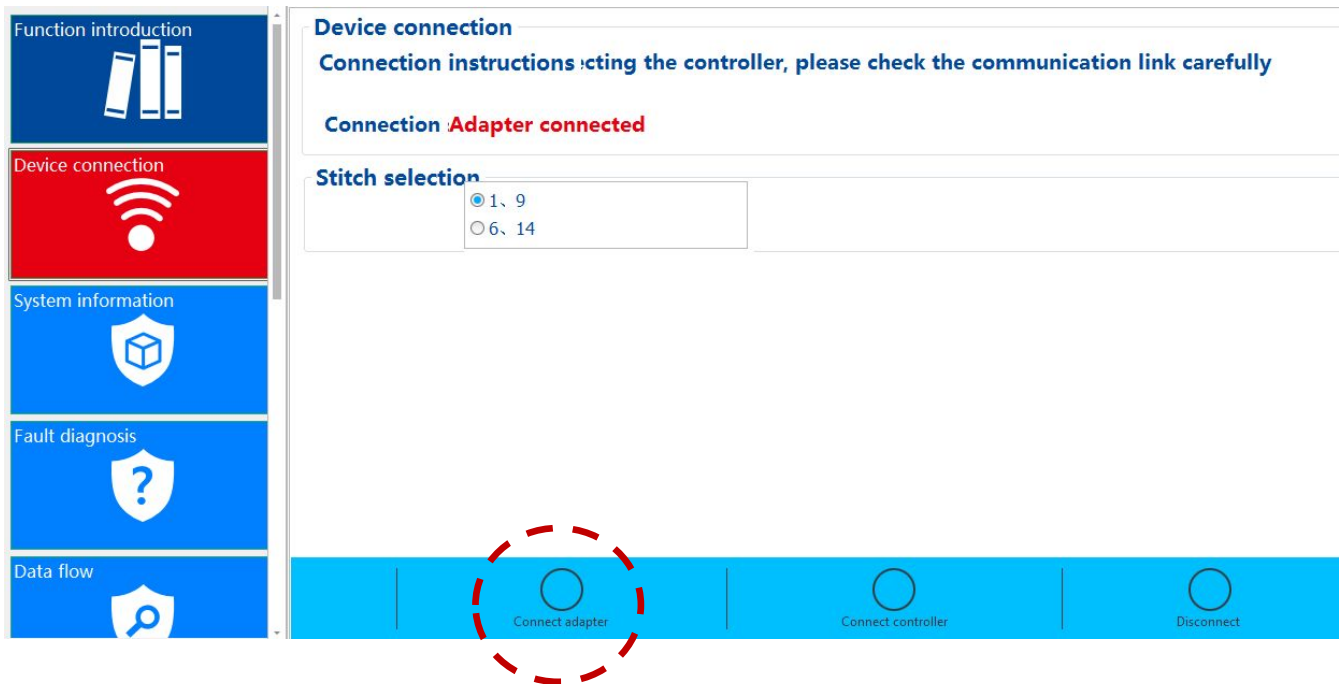 Function introduction
Device connection
System information
Fault diagnosis
?
Data flow
Device connection
Connection instructions :cting the controller, please check the communication link carefully
Connection :Adapter connected
Stitch selection
1、9
6、14
Connect adapter
Connect controller
Disconnect